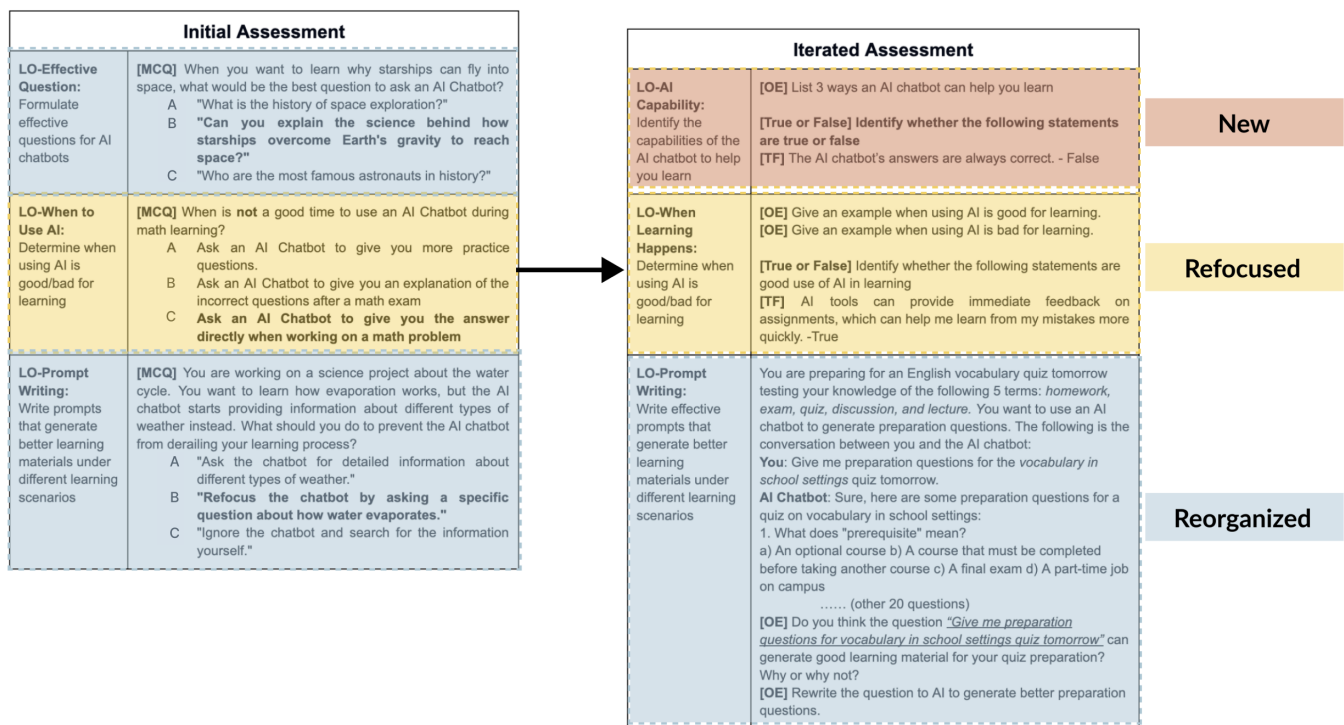 Initial Assessment
LO-Effective
Question:
Formulate
effective
questions for AI
chatbots
[MCQ] When you want to learn why starships can fly into
space, what would be the best question to ask an AI Chatbot?
A "What is the history of space exploration?"
B "Can you explain the science behind how
starships overcome Earth's gravity to reach
space?"
C "Who are the most famous astronauts in history?"
LO-When to
Use AI:
Determine when
using AI is
good/bad for
learning
[MCQ] When is not a good time to use an AI Chatbot during
math learning?
A Ask an AI Chatbot to give you more practice
questions.
B Ask an AI Chatbot to give you an explanation of the
incorrect questions after a math exam
C Ask an AI Chatbot to give you the answer
directly when working on a math problem
LO-Prompt
Writing:
Write prompts
that generate
better learning
materials under
different learning
scenarios
[MCQ] You are working on a science project about the water
cycle. You want to learn how evaporation works, but the AI
chatbot starts providing information about different types of
weather instead. What should you do to prevent the AI chatbot
from derailing your learning process?
A "Ask the chatbot for detailed information about
different types of weather."
B "Refocus the chatbot by asking a specific
question about how water evaporates."
C "Ignore the chatbot and search for the information
yourself."
Iterated Assessment
LO-AI
Capability:
Identify the
capabilities of the
AI chatbot to help
you learn
[OE] List 3 ways an AI chatbot can help you learn
[True or False] Identify whether the following statements
are true or false
[TF] The AI chatbot's answers are always correct. - False
New
LO-When
Learning
Happens:
Determine when
using AI is
good/bad for
learning
[OE] Give an example when using AI is good for learning.
[OE] Give an example when using AI is bad for learning.
[True or False] Identify whether the following statements are
good use of AI in learning
[TF] AI tools can provide immediate feedback on
assignments, which can help me learn from my mistakes more
quickly. -True
Refocused
LO-Prompt
Writing:
Write effective
prompts that
generate better
learning
materials under
different learning
scenarios
You are preparing for an English vocabulary quiz tomorrow
testing your knowledge of the following 5 terms: homework,
exam, quiz, discussion, and lecture. You want to use an AI
chatbot to generate preparation questions. The following is the
conversation between you and the AI chatbot:
You: Give me preparation questions for the vocabulary in
school settings quiz tomorrow.
AI Chatbot: Sure, here are some preparation questions for a
quiz on vocabulary in school settings:
1. What does "prerequisite" mean?
a) An optional course b) A course that must be completed
before taking another course c) A final exam d) A part-time job
on campus
...... (other 20 questions)
[OE] Do you think the question "Give me preparation
questions for vocabulary in school settings quiz tomorrow" can
generate good learning material for your quiz preparation?
Why or why not?
[OE] Rewrite the question to AI to generate better preparation
questions.
Reorganized